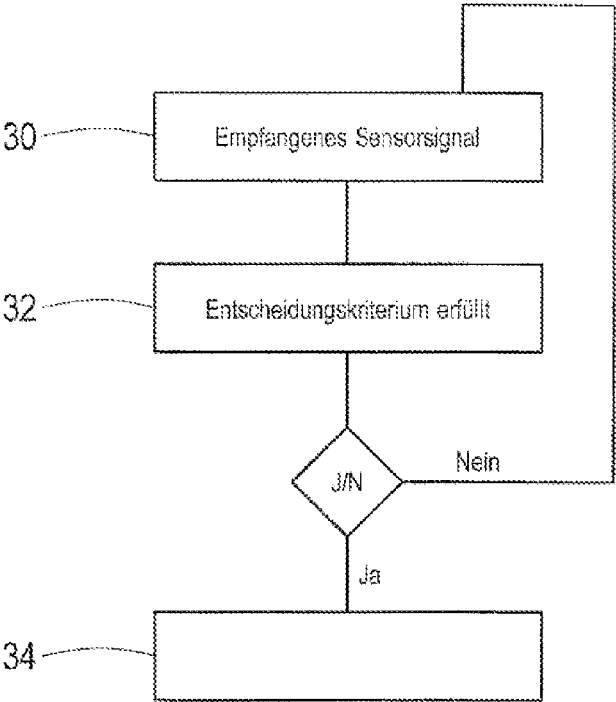 30
Empfangenes Sensorsignal
32
Entscheidungskriterium erfüllt
J/N
Nein
Ja
34